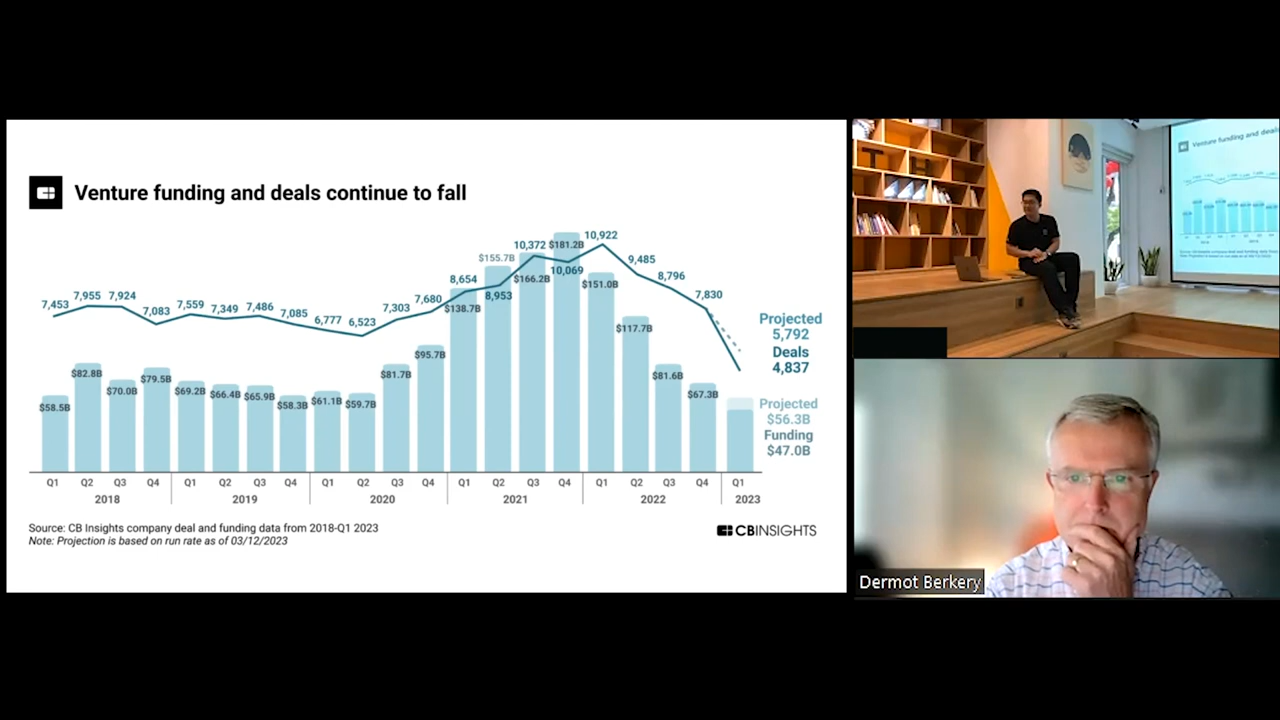 Venture funding and deals continue to fall
7,453 7,955 7,924 7,083 7,559 7,349 7,486 7,085 6,777 6,523 7,303 7,680 8,654 8,953 10,372 10,069 10,922 9,485 8,796 7,830
$58.5B $82.8B $70.0B $79.5B $69.2B $66.4B $65.9B $58.3B $61.1B $59.7B $81.7B $95.7B $138.7B $155.7B $166.2B $181.2B $151.0B $117.7B $81.6B $67.3B
Projected
5,792
Deals
4,837
Projected
$56.3B
Funding
$47.0B
Q1 Q2 Q3 Q4 Q1 Q2 Q3 Q4 Q1 Q2 Q3 Q4 Q1 Q2 Q3 Q4 Q1 Q2 Q3 Q4 Q1
2018 2019 2020 2021 2022 2023
Source: CB Insights company deal and funding data from 2018-Q1 2023
Note: Projection is based on run rate as of 03/12/2023
CBINSIGHTS
T H
Venture funding and deals
Dermot Berkery